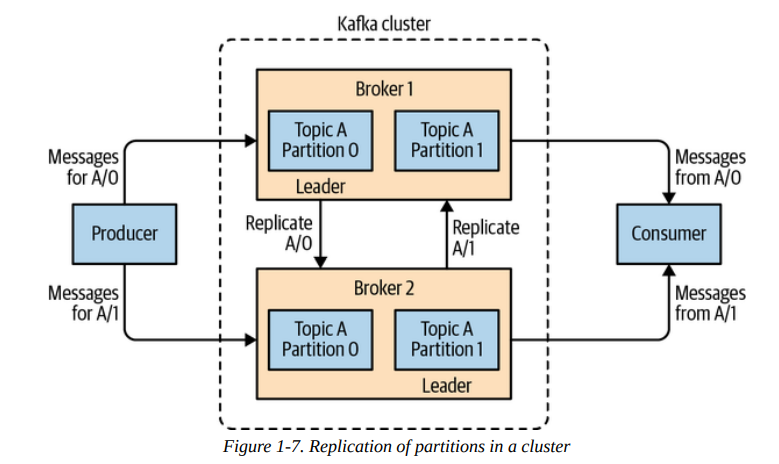 Kafka cluster
Broker 1
Topic A
Partition 0
Topic A
Partition 1
Leader
Messages
for A/0
Messages
from A/0
Producer
Replicate
A/0
Replicate
A/1
Consumer
Messages
for A/1
Messages
from A/1
Broker 2
Topic A
Partition 0
Topic A
Partition 1
Leader
Figure 1-7. Replication of partitions in a cluster